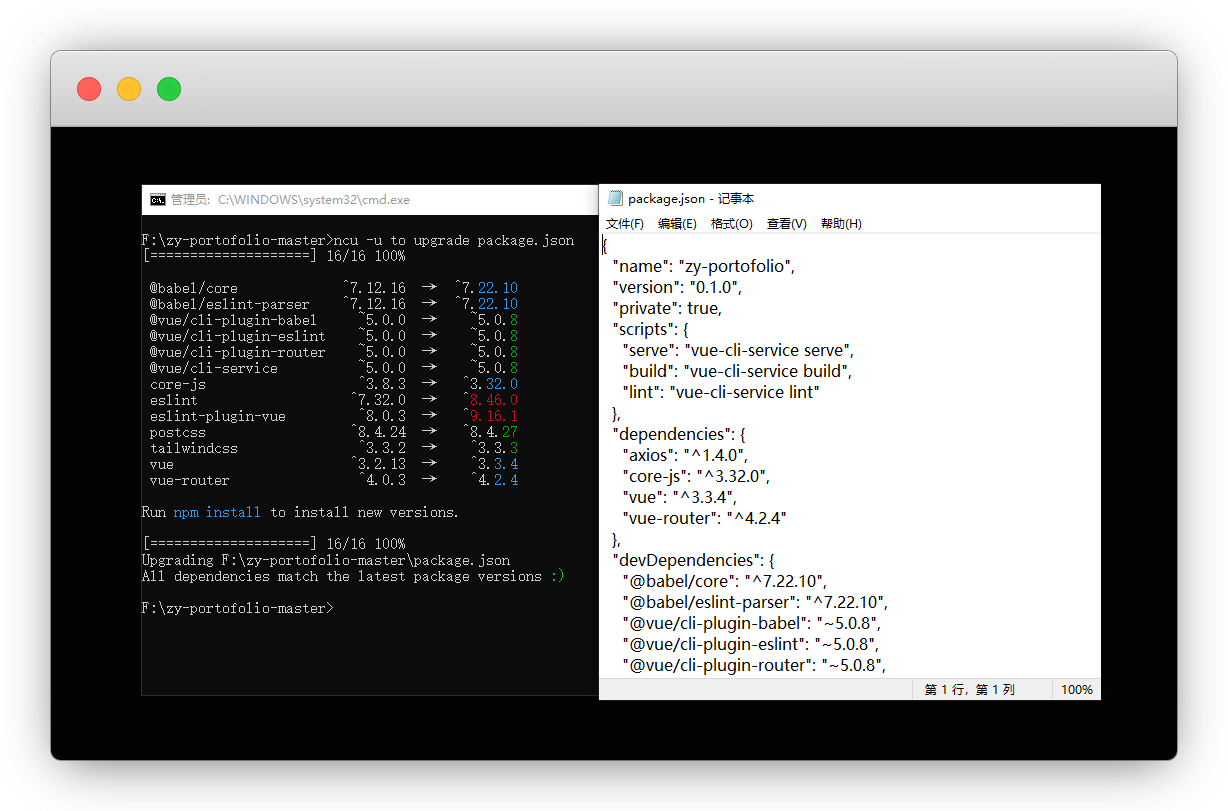 管理员: C:\WINDOWS\system32\cmd.exe
F:\zy-portofolio-master>ncu -u to upgrade package.json
[====================] 16/16 100%
@babel/core ^7.12.16 → ^7.22.10
@babel/eslint-parser ^7.12.16 → ^7.22.10
@vue/cli-plugin-babel ~5.0.0 → ~5.0.8
@vue/cli-plugin-eslint ~5.0.0 → ~5.0.8
@vue/cli-plugin-router ~5.0.0 → ~5.0.8
@vue/cli-service ~5.0.0 → ~5.0.8
core-js ^3.8.3 → ^3.32.0
eslint ^7.32.0 → ^8.46.0
eslint-plugin-vue ^8.0.3 → ^9.16.1
postcss ^8.4.24 → ^8.4.27
tailwindcss ^3.3.2 → ^3.3.3
vue ^3.2.13 → ^3.3.4
vue-router ^4.0.3 → ^4.2.4
Run npm install to install new versions.
[====================] 16/16 100%
Upgrading F:\zy-portofolio-master\package.json
All dependencies match the latest package versions :)
F:\zy-portofolio-master>
package.json - 记事本
文件(F) 编辑(E) 格式(O) 查看(V) 帮助(H)
{
"name": "zy-portofolio",
"version": "0.1.0",
"private": true,
"scripts": {
"serve": "vue-cli-service serve",
"build": "vue-cli-service build",
"lint": "vue-cli-service lint"
},
"dependencies": {
"axios": "^1.4.0",
"core-js": "^3.32.0",
"vue": "^3.3.4",
"vue-router": "^4.2.4"
},
"devDependencies": {
"@babel/core": "^7.22.10",
"@babel/eslint-parser": "^7.22.10",
"@vue/cli-plugin-babel": "~5.0.8",
"@vue/cli-plugin-eslint": "~5.0.8",
"@vue/cli-plugin-router": "~5.0.8",
第 1 行，第 1 列 100%